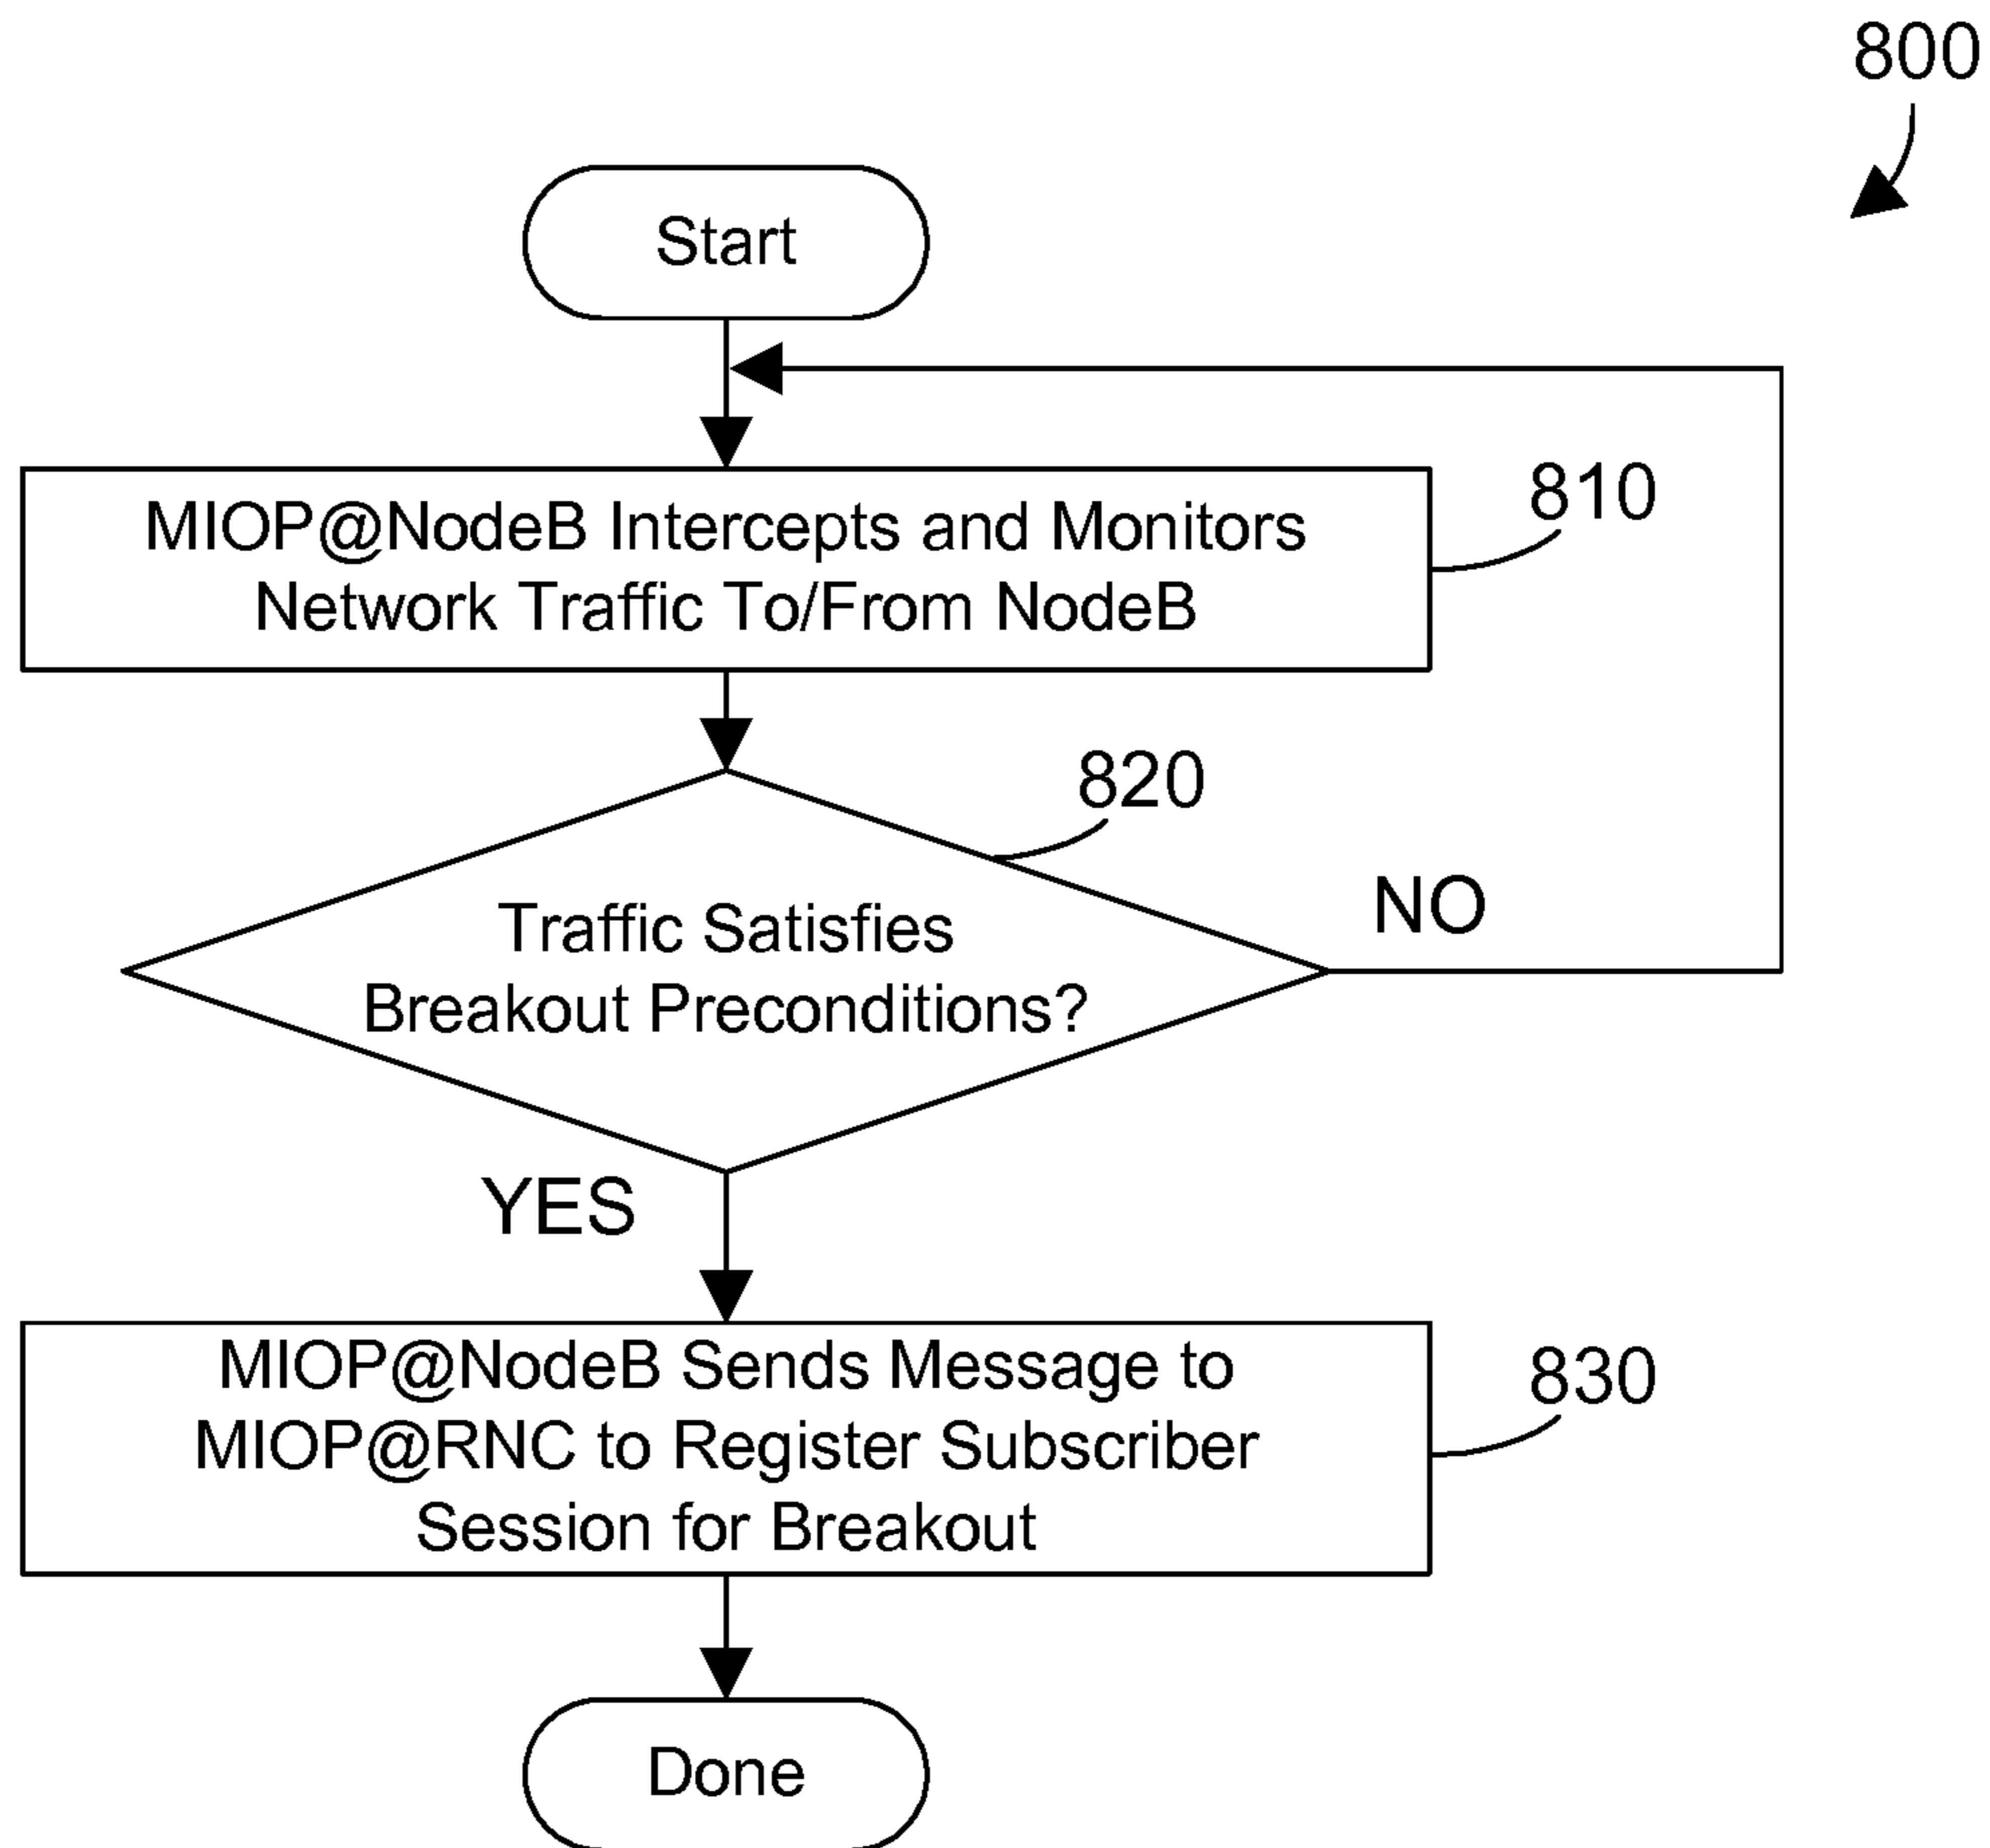 800
Start
MIOP@NodeB Intercepts and Monitors
Network Traffic To/From NodeB
810
820
Traffic Satisfies
Breakout Preconditions?
NO
YES
MIOP@NodeB Sends Message to
MIOP@RNC to Register Subscriber
Session for Breakout
830
Done